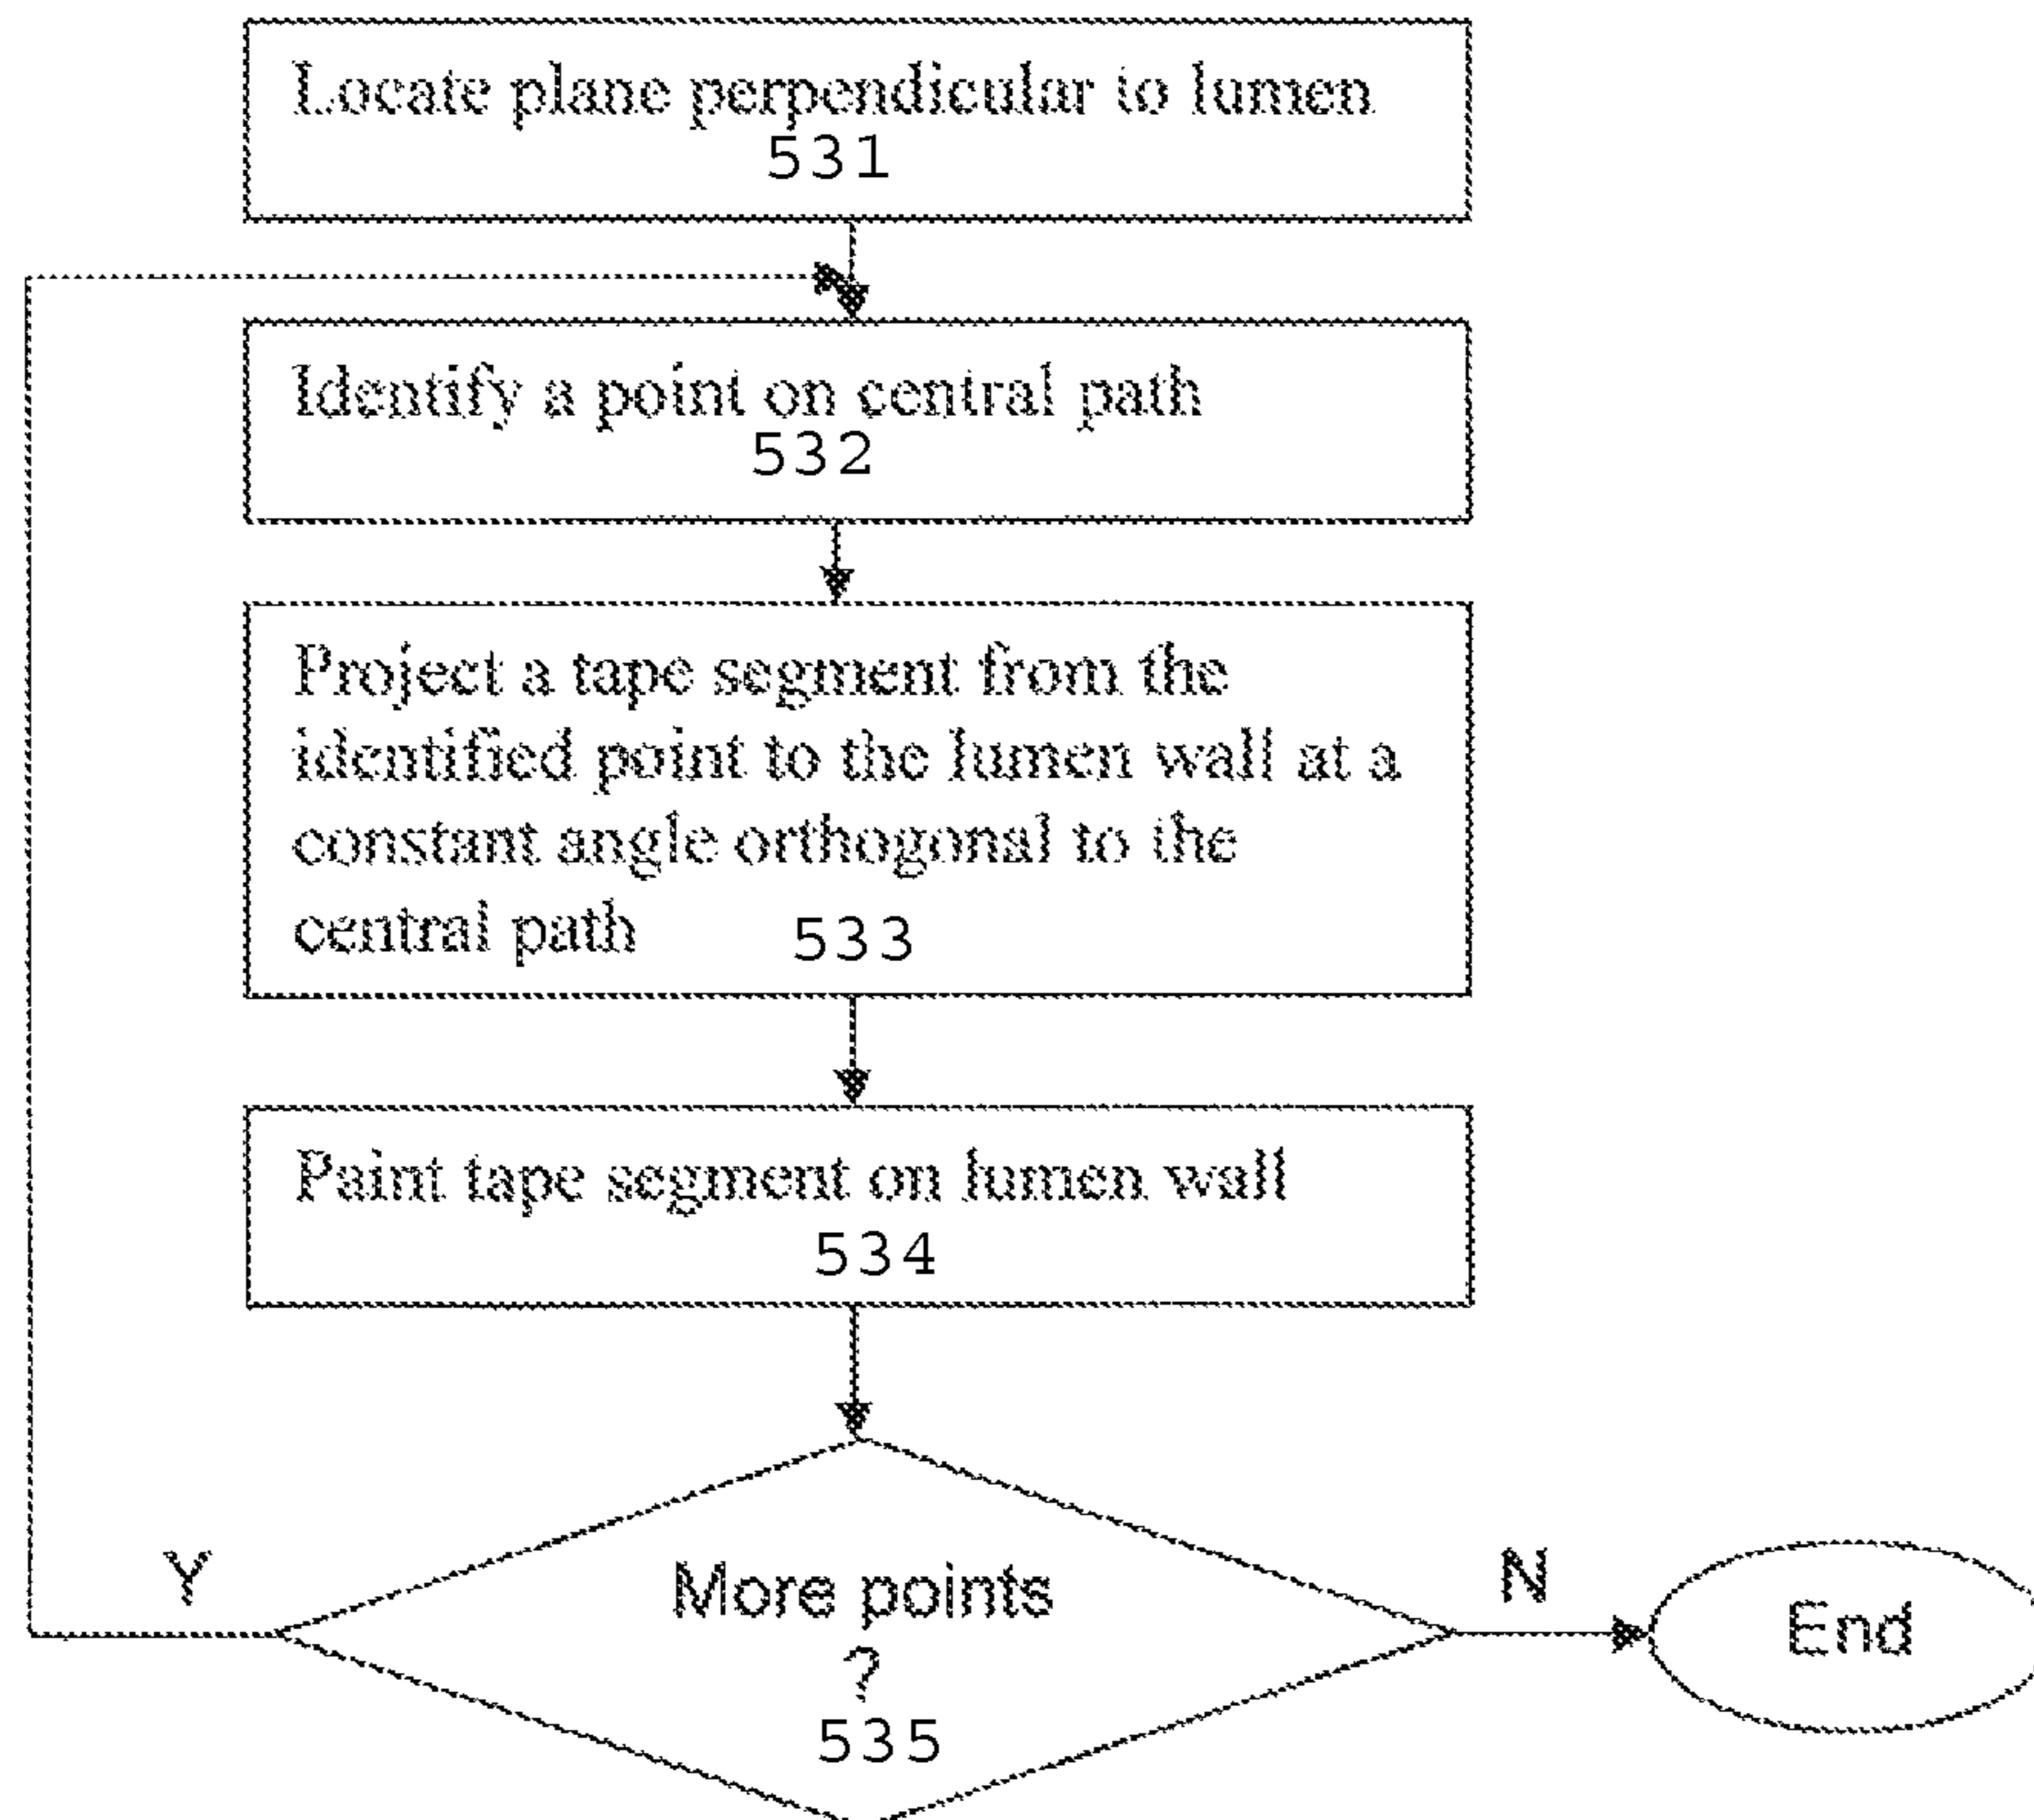 Locate plane perpendicular to lumen
531
Identify a point on central path
532
Project a tape segment from the
identified point to the lumen wall at a
constant angle orthogonal to the
central path 533
Paint tape segment on lumen wall
534
Y
More points
?
535
N
End